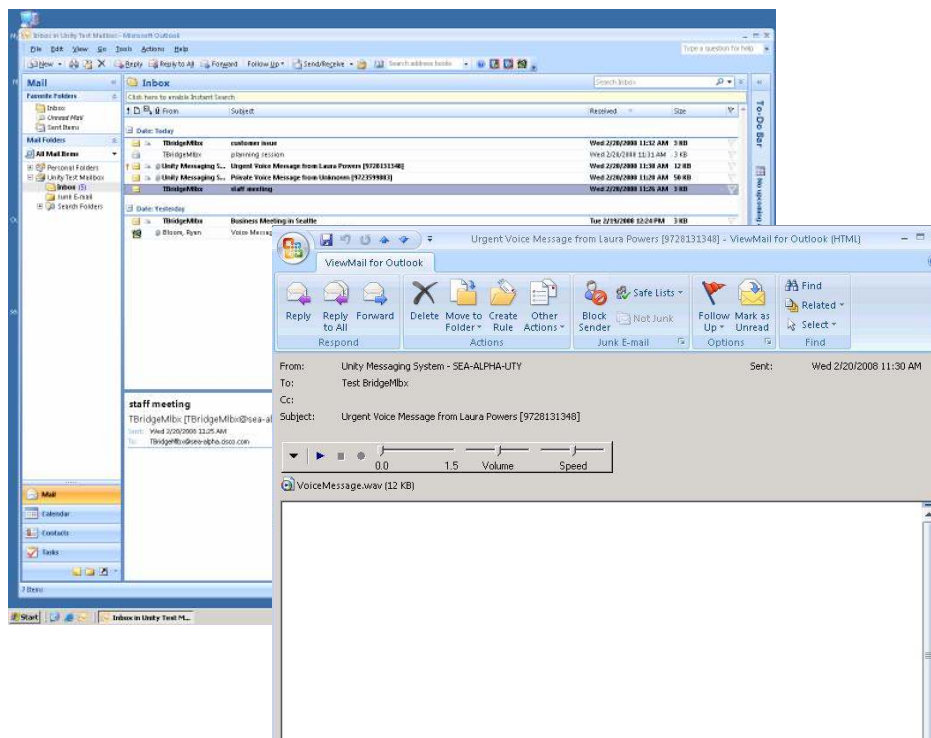 Inbox in Unity Test Mailbox - Microsoft Outlook
File Edit View Go Tools Actions Help
Type a question for help
New Reply Reply to All Forward Follow Up Send/Receive Search address books
Mail
Inbox
Search Inbox
Favorite Folders
Click here to enable Instant Search
Inbox
Unread Mail
Sent Items
From Subject Received Size
Date: Today
Mail Folders
All Mail Items
Personal Folders
Unity Test Mailbox
Inbox (5)
Junk E-mail
Search Folders
TBridgeMlbx customer issue Wed 2/20/2008 11:32 AM 3 KB
TBridgeMlbx planning session Wed 2/20/2008 11:31 AM 3 KB
Unity Messaging S... Urgent Voice Message from Laura Powers [9728131348] Wed 2/20/2008 11:30 AM 12 KB
Unity Messaging S... Private Voice Message from Unknown [9723599883] Wed 2/20/2008 11:28 AM 50 KB
TBridgeMlbx staff meeting Wed 2/20/2008 11:26 AM 3 KB
Date: Yesterday
TBridgeMlbx Business Meeting in Seattle Tue 2/19/2008 12:24 PM 3 KB
Bloom, Ryan Voice Messag
To-Do Bar
No upcoming
staff meeting
TBridgeMlbx [TBridgeMlbx@sea-al
Sent: Wed 2/20/2008 11:25 AM
To: TBridgeMlbx@sea-alpha.cisco.com
Mail
Calendar
Contacts
Tasks
7 Items
Start Inbox in Unity Test M...
Urgent Voice Message from Laura Powers [9728131348] - ViewMail for Outlook (HTML)
ViewMail for Outlook
Reply Reply to All Forward
Respond
Delete Move to Folder Create Rule Other Actions
Actions
Block Sender Safe Lists Not Junk
Junk E-mail
Follow Up Mark as Unread
Options
Find
Related
Select
Find
From: Unity Messaging System - SEA-ALPHA-UTY Sent: Wed 2/20/2008 11:30 AM
To: Test BridgeMlbx
Cc:
Subject: Urgent Voice Message from Laura Powers [9728131348]
0.0 1.5 Volume Speed
VoiceMessage.wav (12 KB)